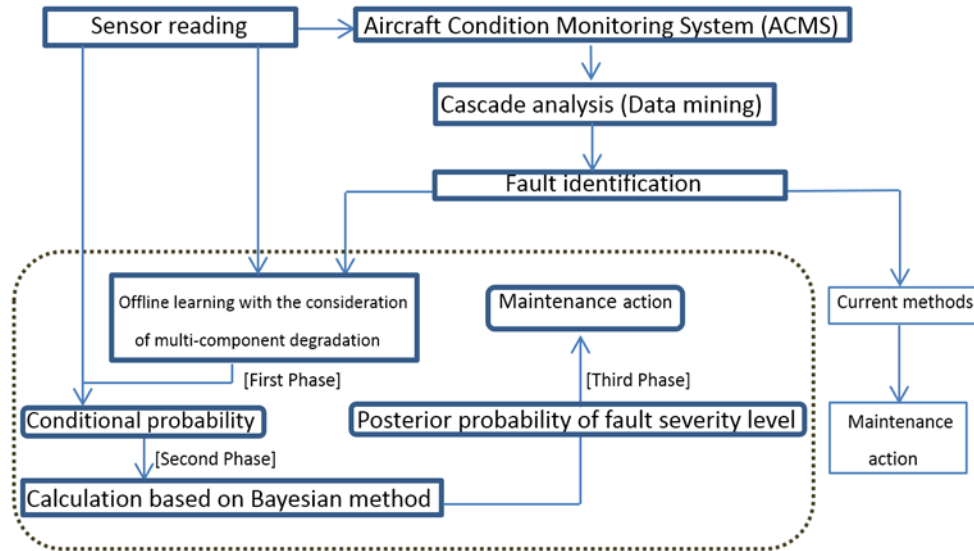 Sensor reading
Aircraft Condition Monitoring System (ACMS)
Cascade analysis (Data mining)
Fault identification
Offline learning with the consideration
of multi-component degradation
Maintenance action
Current methods
[First Phase]
[Third Phase]
Conditional probability
Posterior probability of fault severity level
Maintenance
action
[Second Phase]
Calculation based on Bayesian method